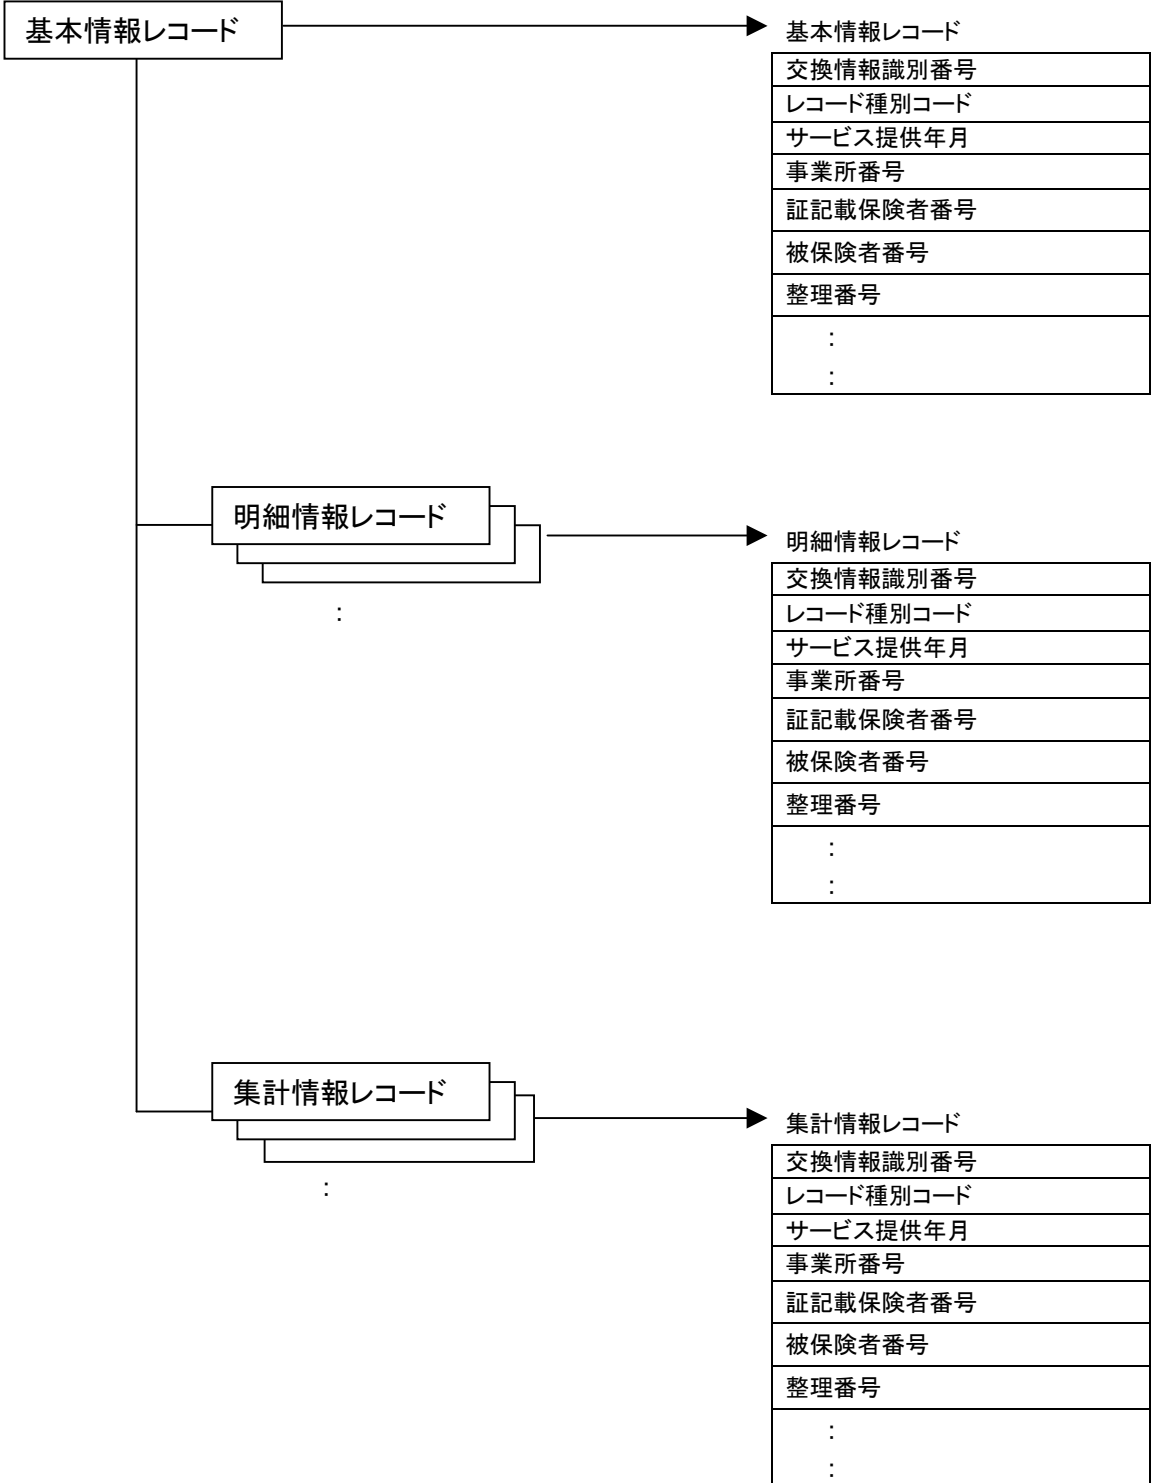 基本情報レコード
基本情報レコード
交換情報識別番号
レコード種別コード
サービス提供年月
事業所番号
証記載保険者番号
被保険者番号
整理番号
:
:
明細情報レコード
:
明細情報レコード
交換情報識別番号
レコード種別コード
サービス提供年月
事業所番号
証記載保険者番号
被保険者番号
整理番号
:
:
集計情報レコード
:
集計情報レコード
交換情報識別番号
レコード種別コード
サービス提供年月
事業所番号
証記載保険者番号
被保険者番号
整理番号
:
: